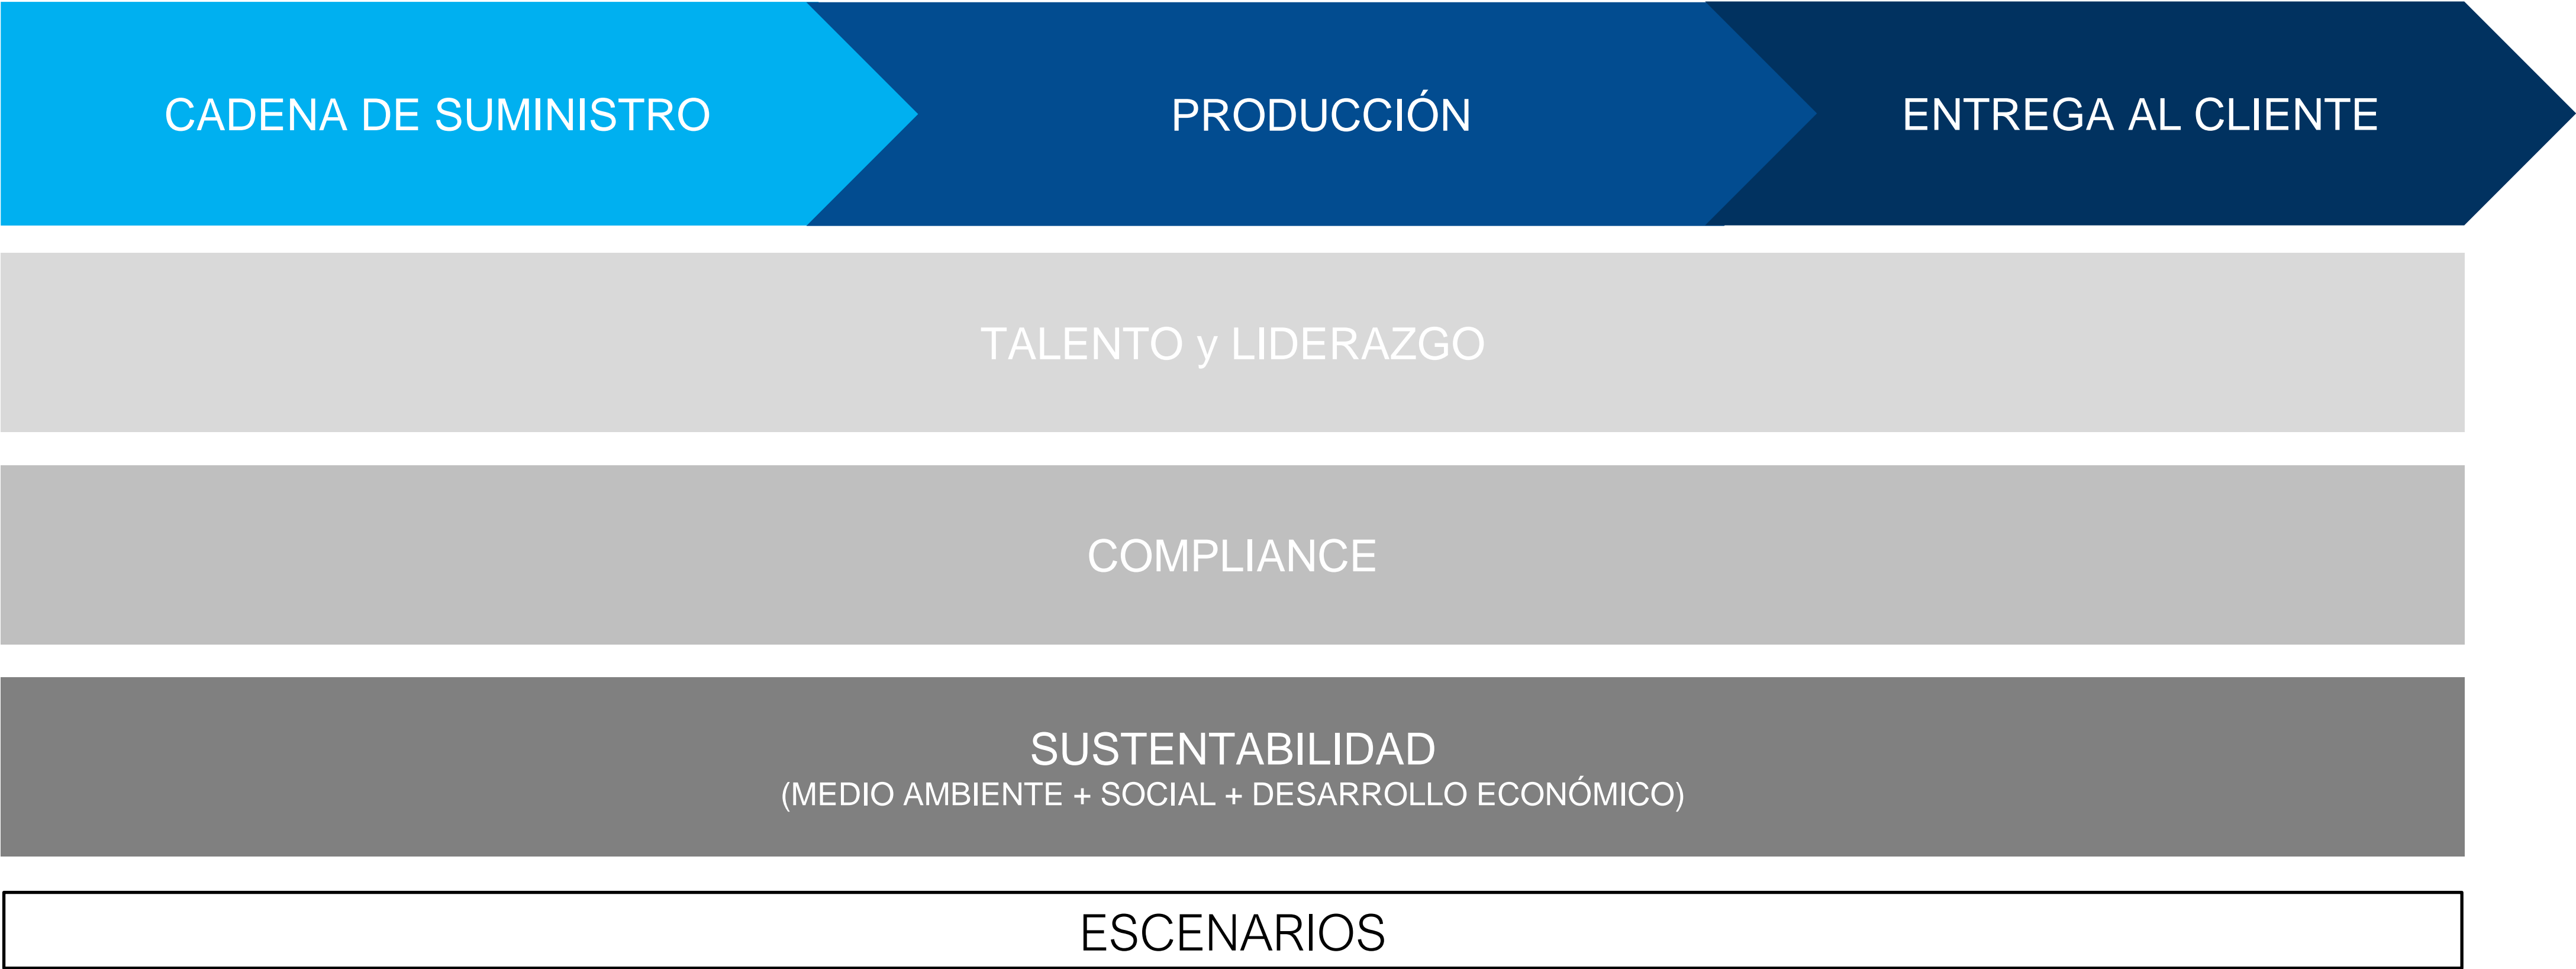 CADENA DE SUMINISTRO
PRODUCCIÓN
ENTREGA AL CLIENTE
TALENTO y LIDERAZGO
COMPLIANCE
SUSTENTABILIDAD
(MEDIO AMBIENTE + SOCIAL + DESARROLLO ECONÓMICO)
ESCENARIOS